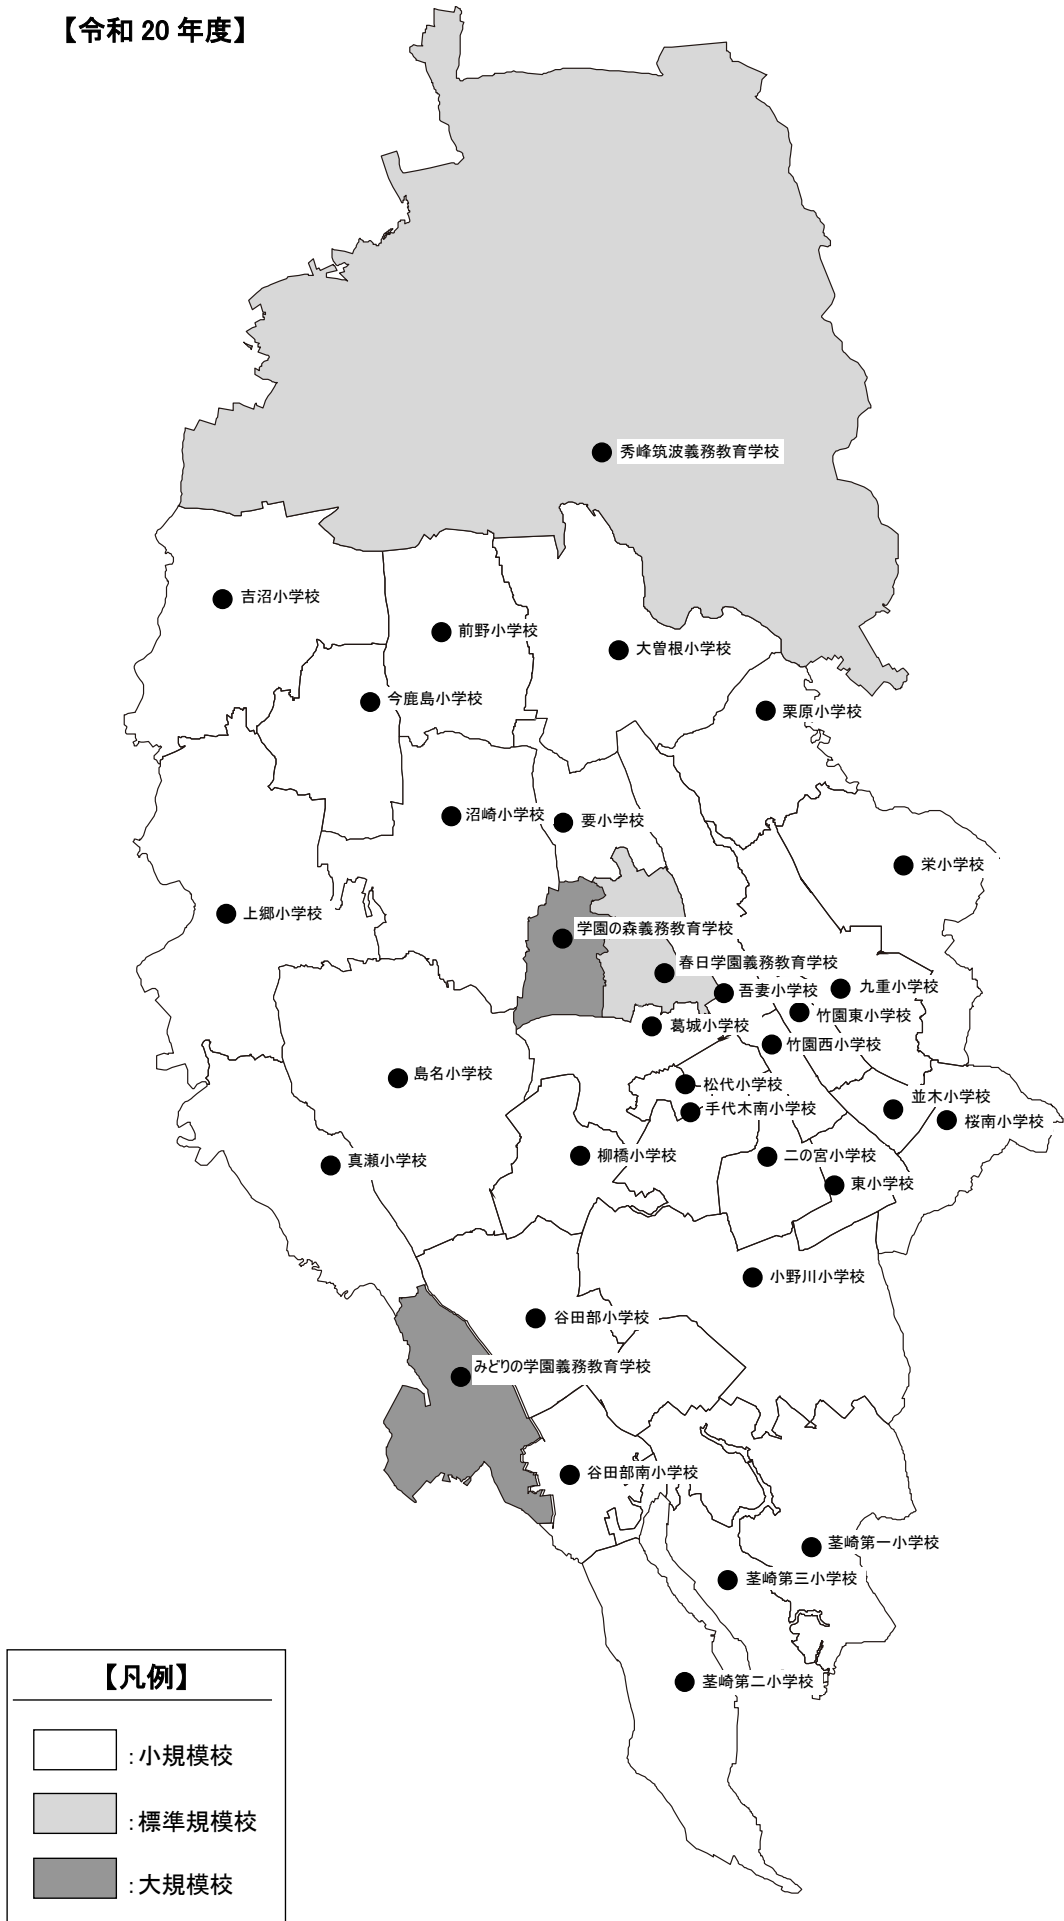 【令和 20 年度】
秀峰筑波義務教育学校
吉沼小学校
前野小学校
大曽根小学校
今鹿島小学校
栗原小学校
沼崎小学校
要小学校
栄小学校
上郷小学校
学園の森義務教育学校
春日学園義務教育学校
吾妻小学校
九重小学校
竹園東小学校
葛城小学校
竹園西小学校
島名小学校
松代小学校
手代木南小学校
並木小学校
桜南小学校
真瀬小学校
柳橋小学校
二の宮小学校
東小学校
小野川小学校
谷田部小学校
みどりの学園義務教育学校
谷田部南小学校
茎崎第一小学校
茎崎第三小学校
茎崎第二小学校
【凡例】
：小規模校
：標準規模校
：大規模校